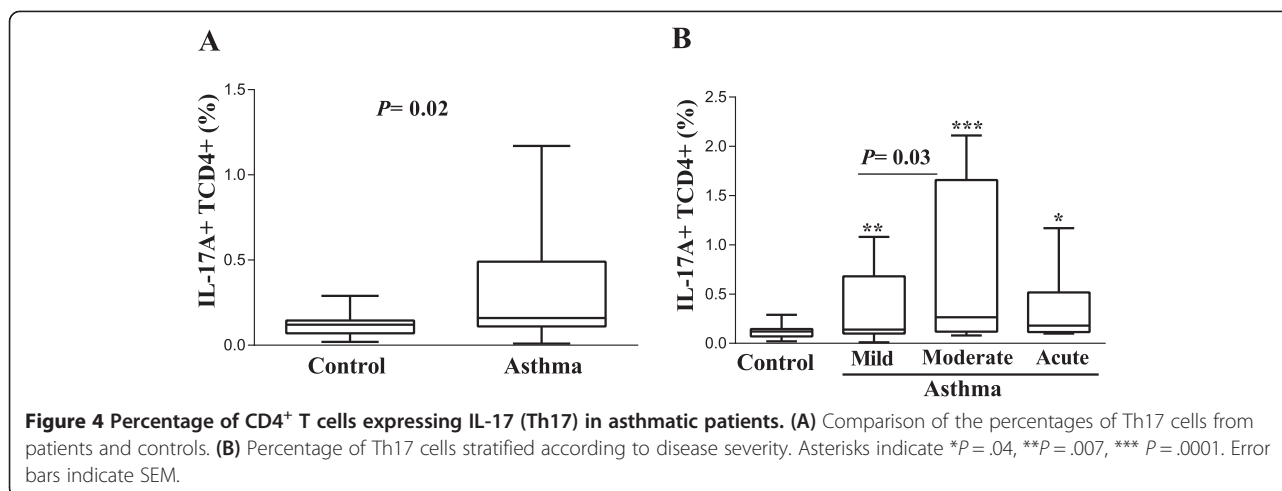 A
IL-17A+ TCD4+ (%)
1.5
1.0
0.5
0.0
P= 0.02
Control Asthma
B
IL-17A+ TCD4+ (%)
2.5
2.0
1.5
1.0
0.5
0.0
***
P= 0.03
**
*
Control Mild Moderate Acute
Asthma
Figure 4 Percentage of CD4+ T cells expressing IL-17 (Th17) in asthmatic patients. (A) Comparison of the percentages of Th17 cells from
patients and controls. (B) Percentage of Th17 cells stratified according to disease severity. Asterisks indicate *P = .04, **P = .007, *** P = .0001. Error
bars indicate SEM.